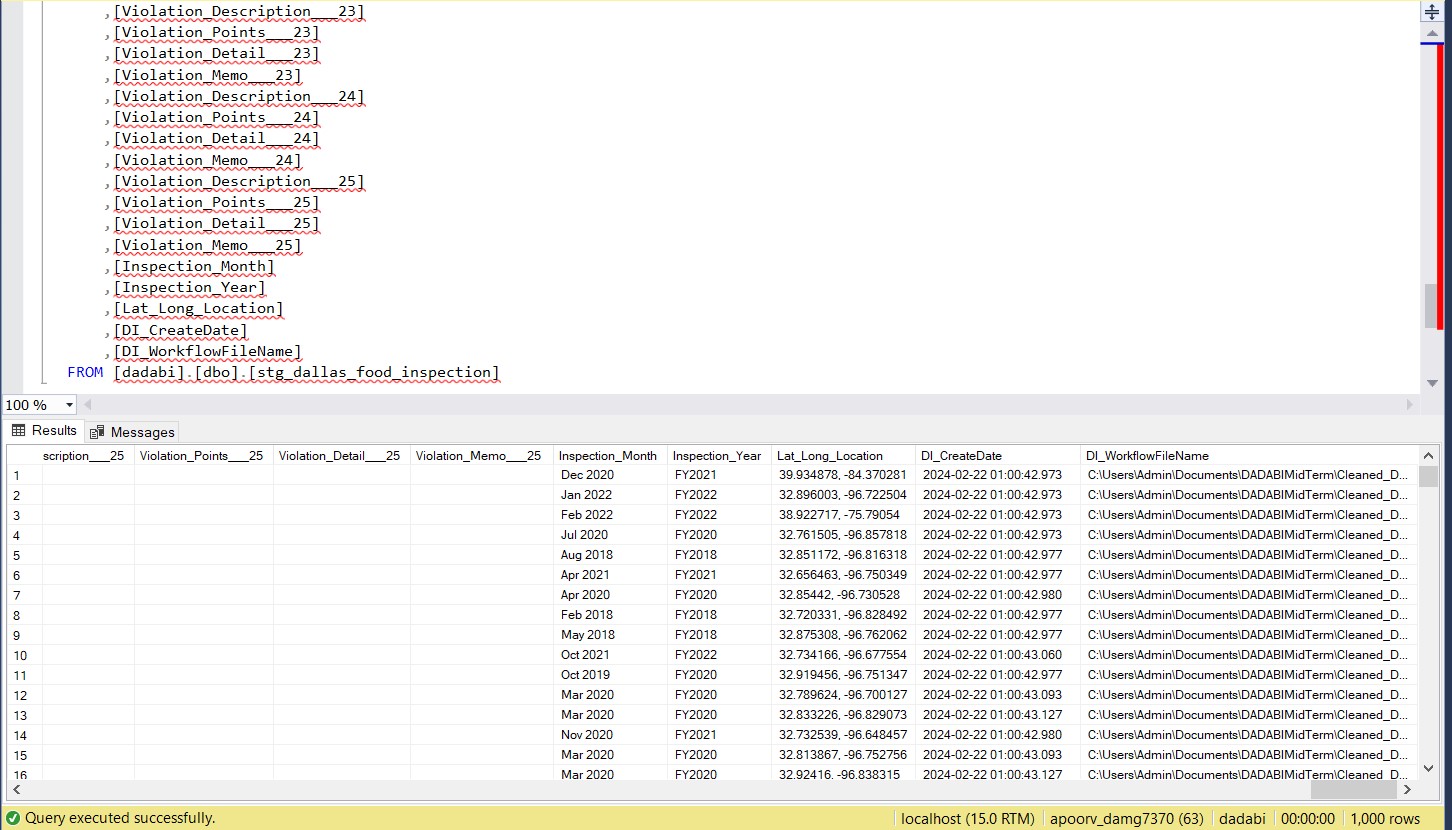 ,[Violation_Description___23]
,[Violation_Points___23]
,[Violation_Detail___23]
,[Violation_Memo___23]
,[Violation_Description___24]
,[Violation_Points___24]
,[Violation_Detail___24]
,[Violation_Memo___24]
,[Violation_Description___25]
,[Violation_Points___25]
,[Violation_Detail___25]
,[Violation_Memo___25]
,[Inspection_Month]
,[Inspection_Year]
,[Lat_Long_Location]
,[DI_CreateDate]
,[DI_WorkflowFileName]
FROM [dadabi].[dbo].[stg_dallas_food_inspection]
100 %
Results Messages
scription___25 Violation_Points___25 Violation_Detail___25 Violation_Memo___25 Inspection_Month Inspection_Year Lat_Long_Location DI_CreateDate DI_WorkflowFileName
1 Dec 2020 FY2021 39.934878, -84.370281 2024-02-22 01:00:42.973 C:\Users\Admin\Documents\DADABIMidTerm\Cleaned_D...
2 Jan 2022 FY2022 32.896003, -96.722504 2024-02-22 01:00:42.973 C:\Users\Admin\Documents\DADABIMidTerm\Cleaned_D...
3 Feb 2022 FY2022 38.922717, -75.79054 2024-02-22 01:00:42.973 C:\Users\Admin\Documents\DADABIMidTerm\Cleaned_D...
4 Jul 2020 FY2020 32.761505, -96.857818 2024-02-22 01:00:42.973 C:\Users\Admin\Documents\DADABIMidTerm\Cleaned_D...
5 Aug 2018 FY2018 32.851172, -96.816318 2024-02-22 01:00:42.977 C:\Users\Admin\Documents\DADABIMidTerm\Cleaned_D...
6 Apr 2021 FY2021 32.656463, -96.750349 2024-02-22 01:00:42.977 C:\Users\Admin\Documents\DADABIMidTerm\Cleaned_D...
7 Apr 2020 FY2020 32.85442, -96.730528 2024-02-22 01:00:42.980 C:\Users\Admin\Documents\DADABIMidTerm\Cleaned_D...
8 Feb 2018 FY2018 32.720331, -96.828492 2024-02-22 01:00:42.977 C:\Users\Admin\Documents\DADABIMidTerm\Cleaned_D...
9 May 2018 FY2018 32.875308, -96.762062 2024-02-22 01:00:42.977 C:\Users\Admin\Documents\DADABIMidTerm\Cleaned_D...
10 Oct 2021 FY2022 32.734166, -96.677554 2024-02-22 01:00:43.060 C:\Users\Admin\Documents\DADABIMidTerm\Cleaned_D...
11 Oct 2019 FY2020 32.919456, -96.751347 2024-02-22 01:00:42.977 C:\Users\Admin\Documents\DADABIMidTerm\Cleaned_D...
12 Mar 2020 FY2020 32.789624, -96.700127 2024-02-22 01:00:43.093 C:\Users\Admin\Documents\DADABIMidTerm\Cleaned_D...
13 Mar 2020 FY2020 32.833226, -96.829073 2024-02-22 01:00:43.127 C:\Users\Admin\Documents\DADABIMidTerm\Cleaned_D...
14 Nov 2020 FY2021 32.732539, -96.648457 2024-02-22 01:00:42.980 C:\Users\Admin\Documents\DADABIMidTerm\Cleaned_D...
15 Mar 2020 FY2020 32.813867, -96.752756 2024-02-22 01:00:43.093 C:\Users\Admin\Documents\DADABIMidTerm\Cleaned_D...
16 Mar 2020 FY2020 32.92416, -96.838315 2024-02-22 01:00:43.127 C:\Users\Admin\Documents\DADABIMidTerm\Cleaned_D...
Query executed successfully. localhost (15.0 RTM) apoorv_damg7370 (63) dadabi 00:00:00 1,000 rows